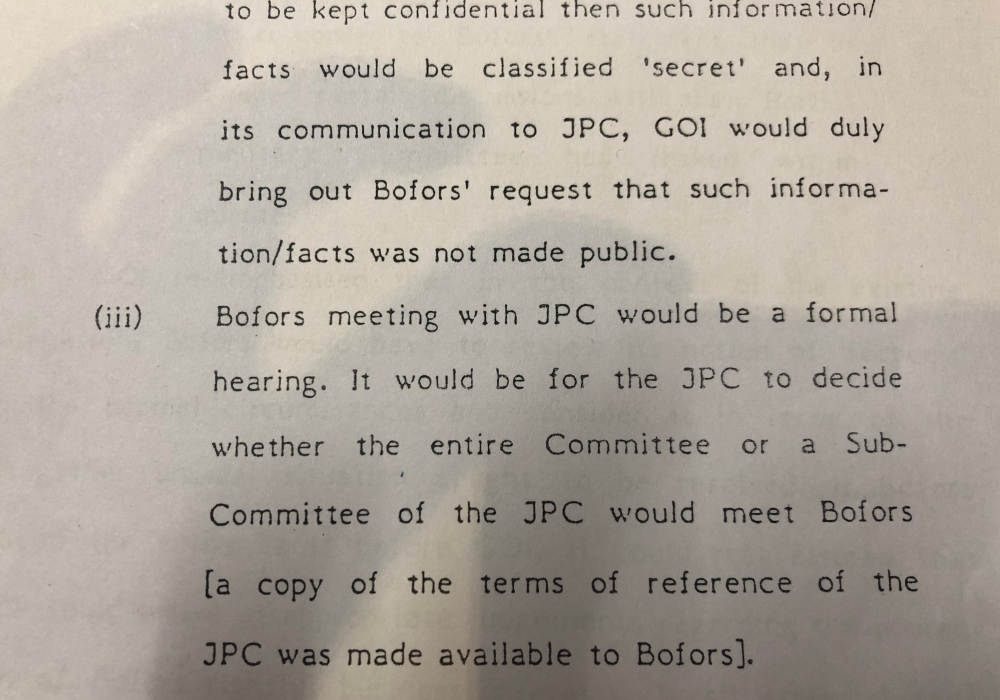 to be kept confidential then such information/
facts would be classified 'secret' and, in
its communication to JPC, GOI would duly
bring out Bofors' request that such informa-
tion/facts was not made public.
(iii) Bofors meeting with JPC would be a formal
hearing. It would be for the JPC to decide
whether the entire Committee or a Sub-
Committee of the JPC would meet Bofors
[a copy of the terms of reference of the
JPC was made available to Bofors].